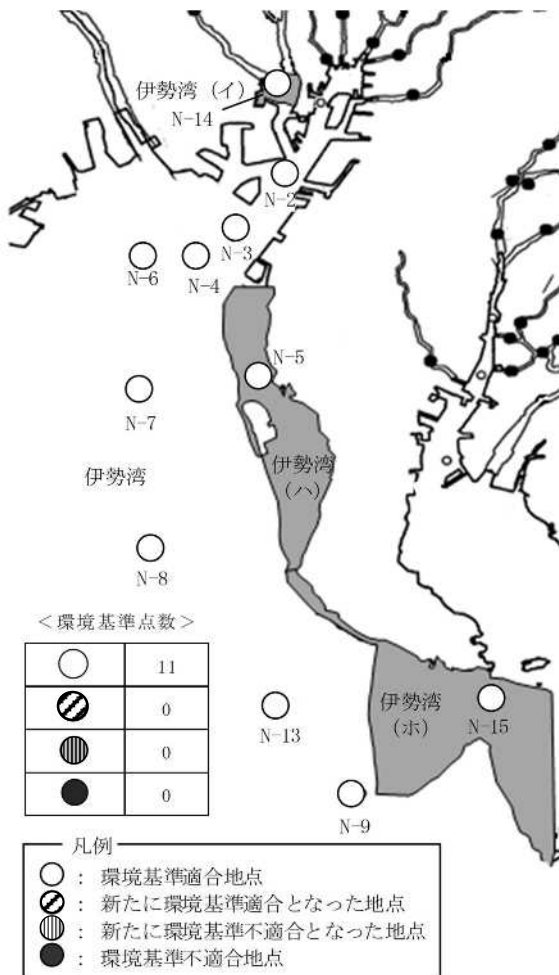 伊勢湾（イ）
N-14
N-2
N-3
N-6
N-4
N-5
N-7
伊勢湾
伊勢湾
（ハ）
N-8
＜環境基準点数＞
11
0
0
0
伊勢湾
（ホ）
N-13
N-15
N-9
凡例
： 環境基準適合地点
： 新たに環境基準適合となった地点
： 新たに環境基準不適合となった地点
： 環境基準不適合地点